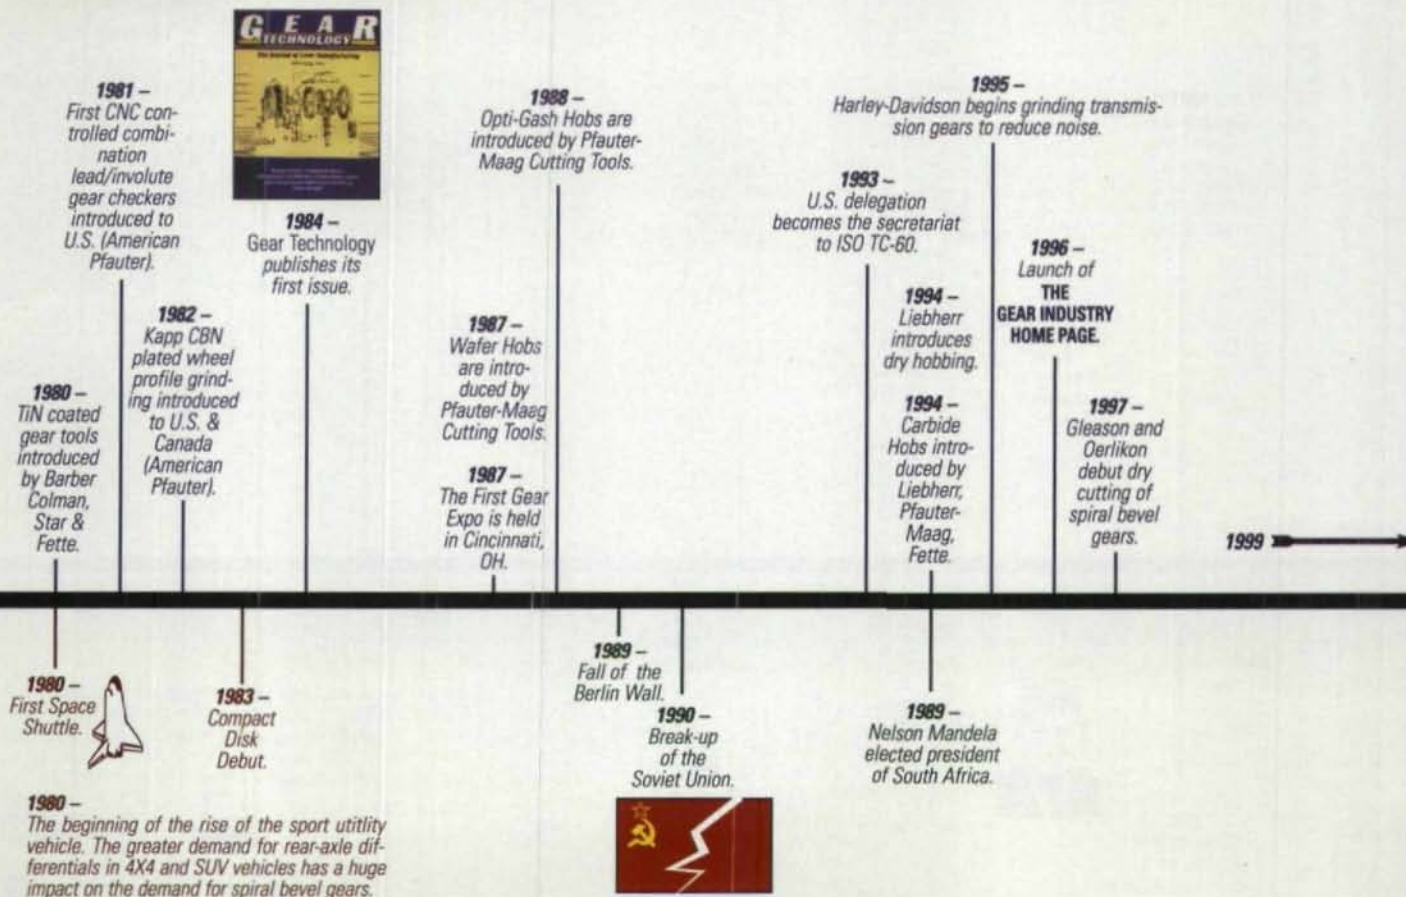 1981 –
First CNC con-
trolled combi-
nation
lead/involute
gear checkers
introduced to
U.S. (American
Pfauter).
GEAR
TECHNOLOGY
1984 –
Gear Technology
publishes its
first issue.
1988 –
Opti-Gash Hobs are
introduced by Pfauter-
Maag Cutting Tools.
1995 –
Harley-Davidson begins grinding transmis-
sion gears to reduce noise.
1993 –
U.S. delegation
becomes the secretariat
to ISO TC-60.
1996 –
Launch of
THE
GEAR INDUSTRY
HOME PAGE.
1980 –
TiN coated
gear tools
introduced
by Barber
Colman,
Star &
Fette.
1982 –
Kapp CBN
plated wheel
profile grind-
ing introduced
to U.S. &
Canada
(American
Pfauter).
1987 –
Wafer Hobs
are intro-
duced by
Pfauter-Maag
Cutting Tools.
1987 –
The First Gear
Expo is held
in Cincinnati,
OH.
1994 –
Liebherr
introduces
dry hobbing.
1994 –
Carbide
Hobs intro-
duced by
Liebherr,
Pfauter-
Maag,
Fette.
1997 –
Gleason and
Oerlikon
debut dry
cutting of
spiral bevel
gears.
1999
1980 –
First Space
Shuttle.
1983 –
Compact
Disk
Debut.
1989 –
Fall of the
Berlin Wall.
1990 –
Break-up
of the
Soviet Union.
1989 –
Nelson Mandela
elected president
of South Africa.
1980 –
The beginning of the rise of the sport utitlity
vehicle. The greater demand for rear-axle dif-
ferentials in 4X4 and SUV vehicles has a huge
impact on the demand for spiral bevel gears.